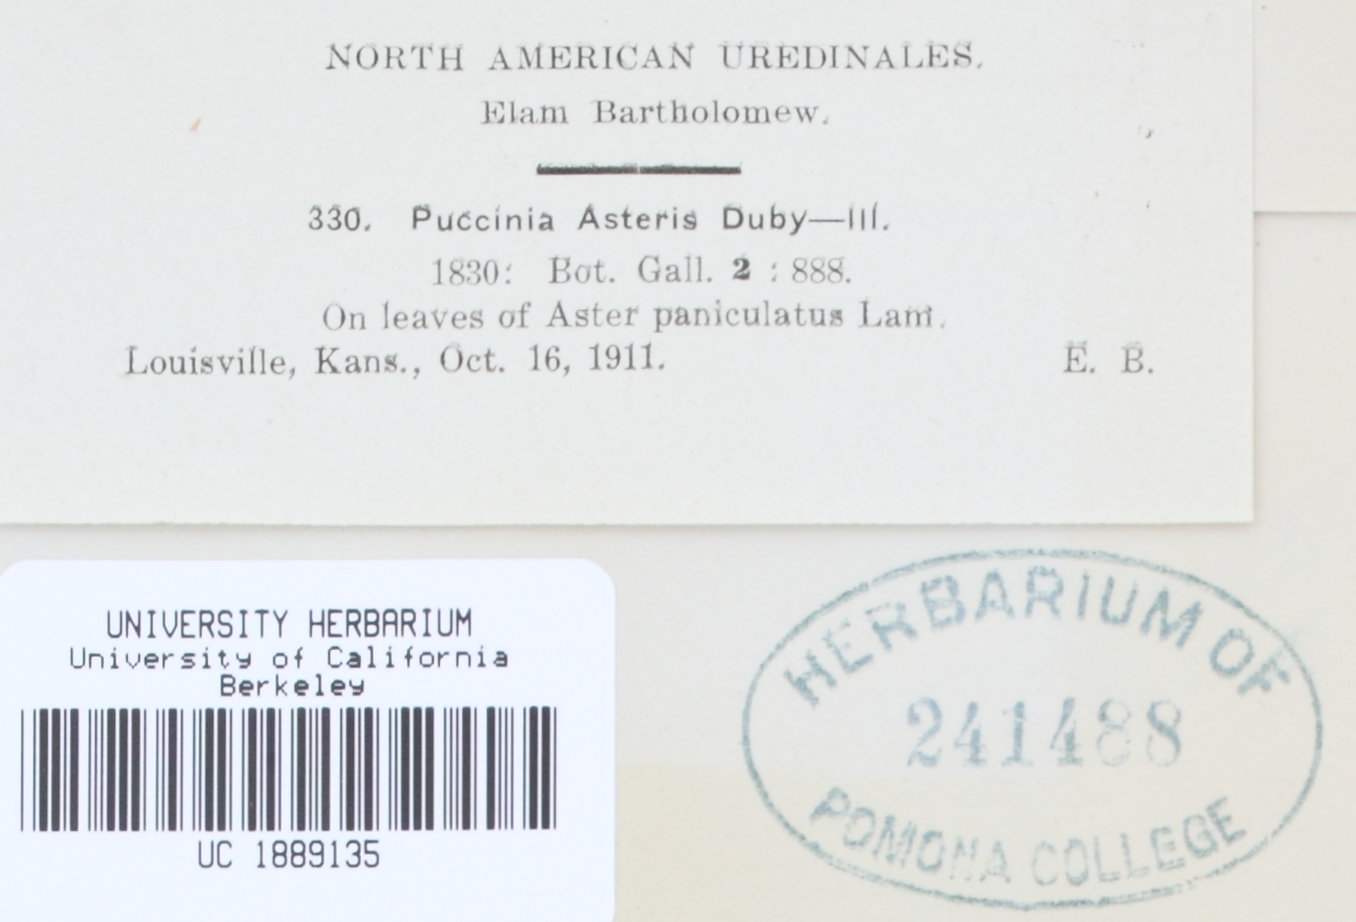 NORTH AMERICAN UREDINALES.
Elam Bartholomew.
330. Puccinia Asteris Duby—III.
1830: Bot. Gall. 2 : 888.
On leaves of Aster paniculatus Lam.
Louisville, Kans., Oct. 16, 1911. E. B.
UNIVERSITY HERBARIUM
University of California
Berkeley
UC 1889135
HERBARIUM OF
241488
POMONA COLLEGE